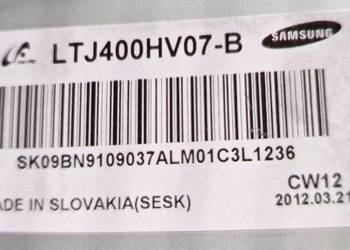 LTJ400HV07-B
SAMSUNG
SK09BN9109037ALM01C3L1236
ADE IN SLOVAKIA(SESK)
CW12
2012.03.21